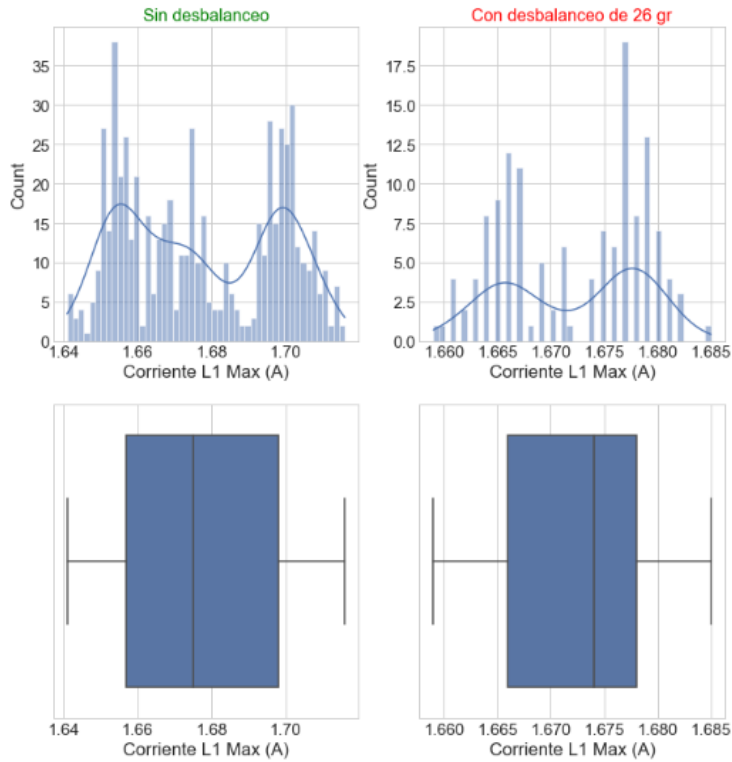 Sin desbalanceo
Con desbalanceo de 26 gr
Count
35
30
25
20
15
10
5
0
1.64 1.66 1.68 1.70
Corriente L1 Max (A)
Count
17.5
15.0
12.5
10.0
7.5
5.0
2.5
0.0
1.660 1.665 1.670 1.675 1.680 1.685
Corriente L1 Max (A)
1.64 1.66 1.68 1.70
Corriente L1 Max (A)
1.660 1.665 1.670 1.675 1.680 1.685
Corriente L1 Max (A)